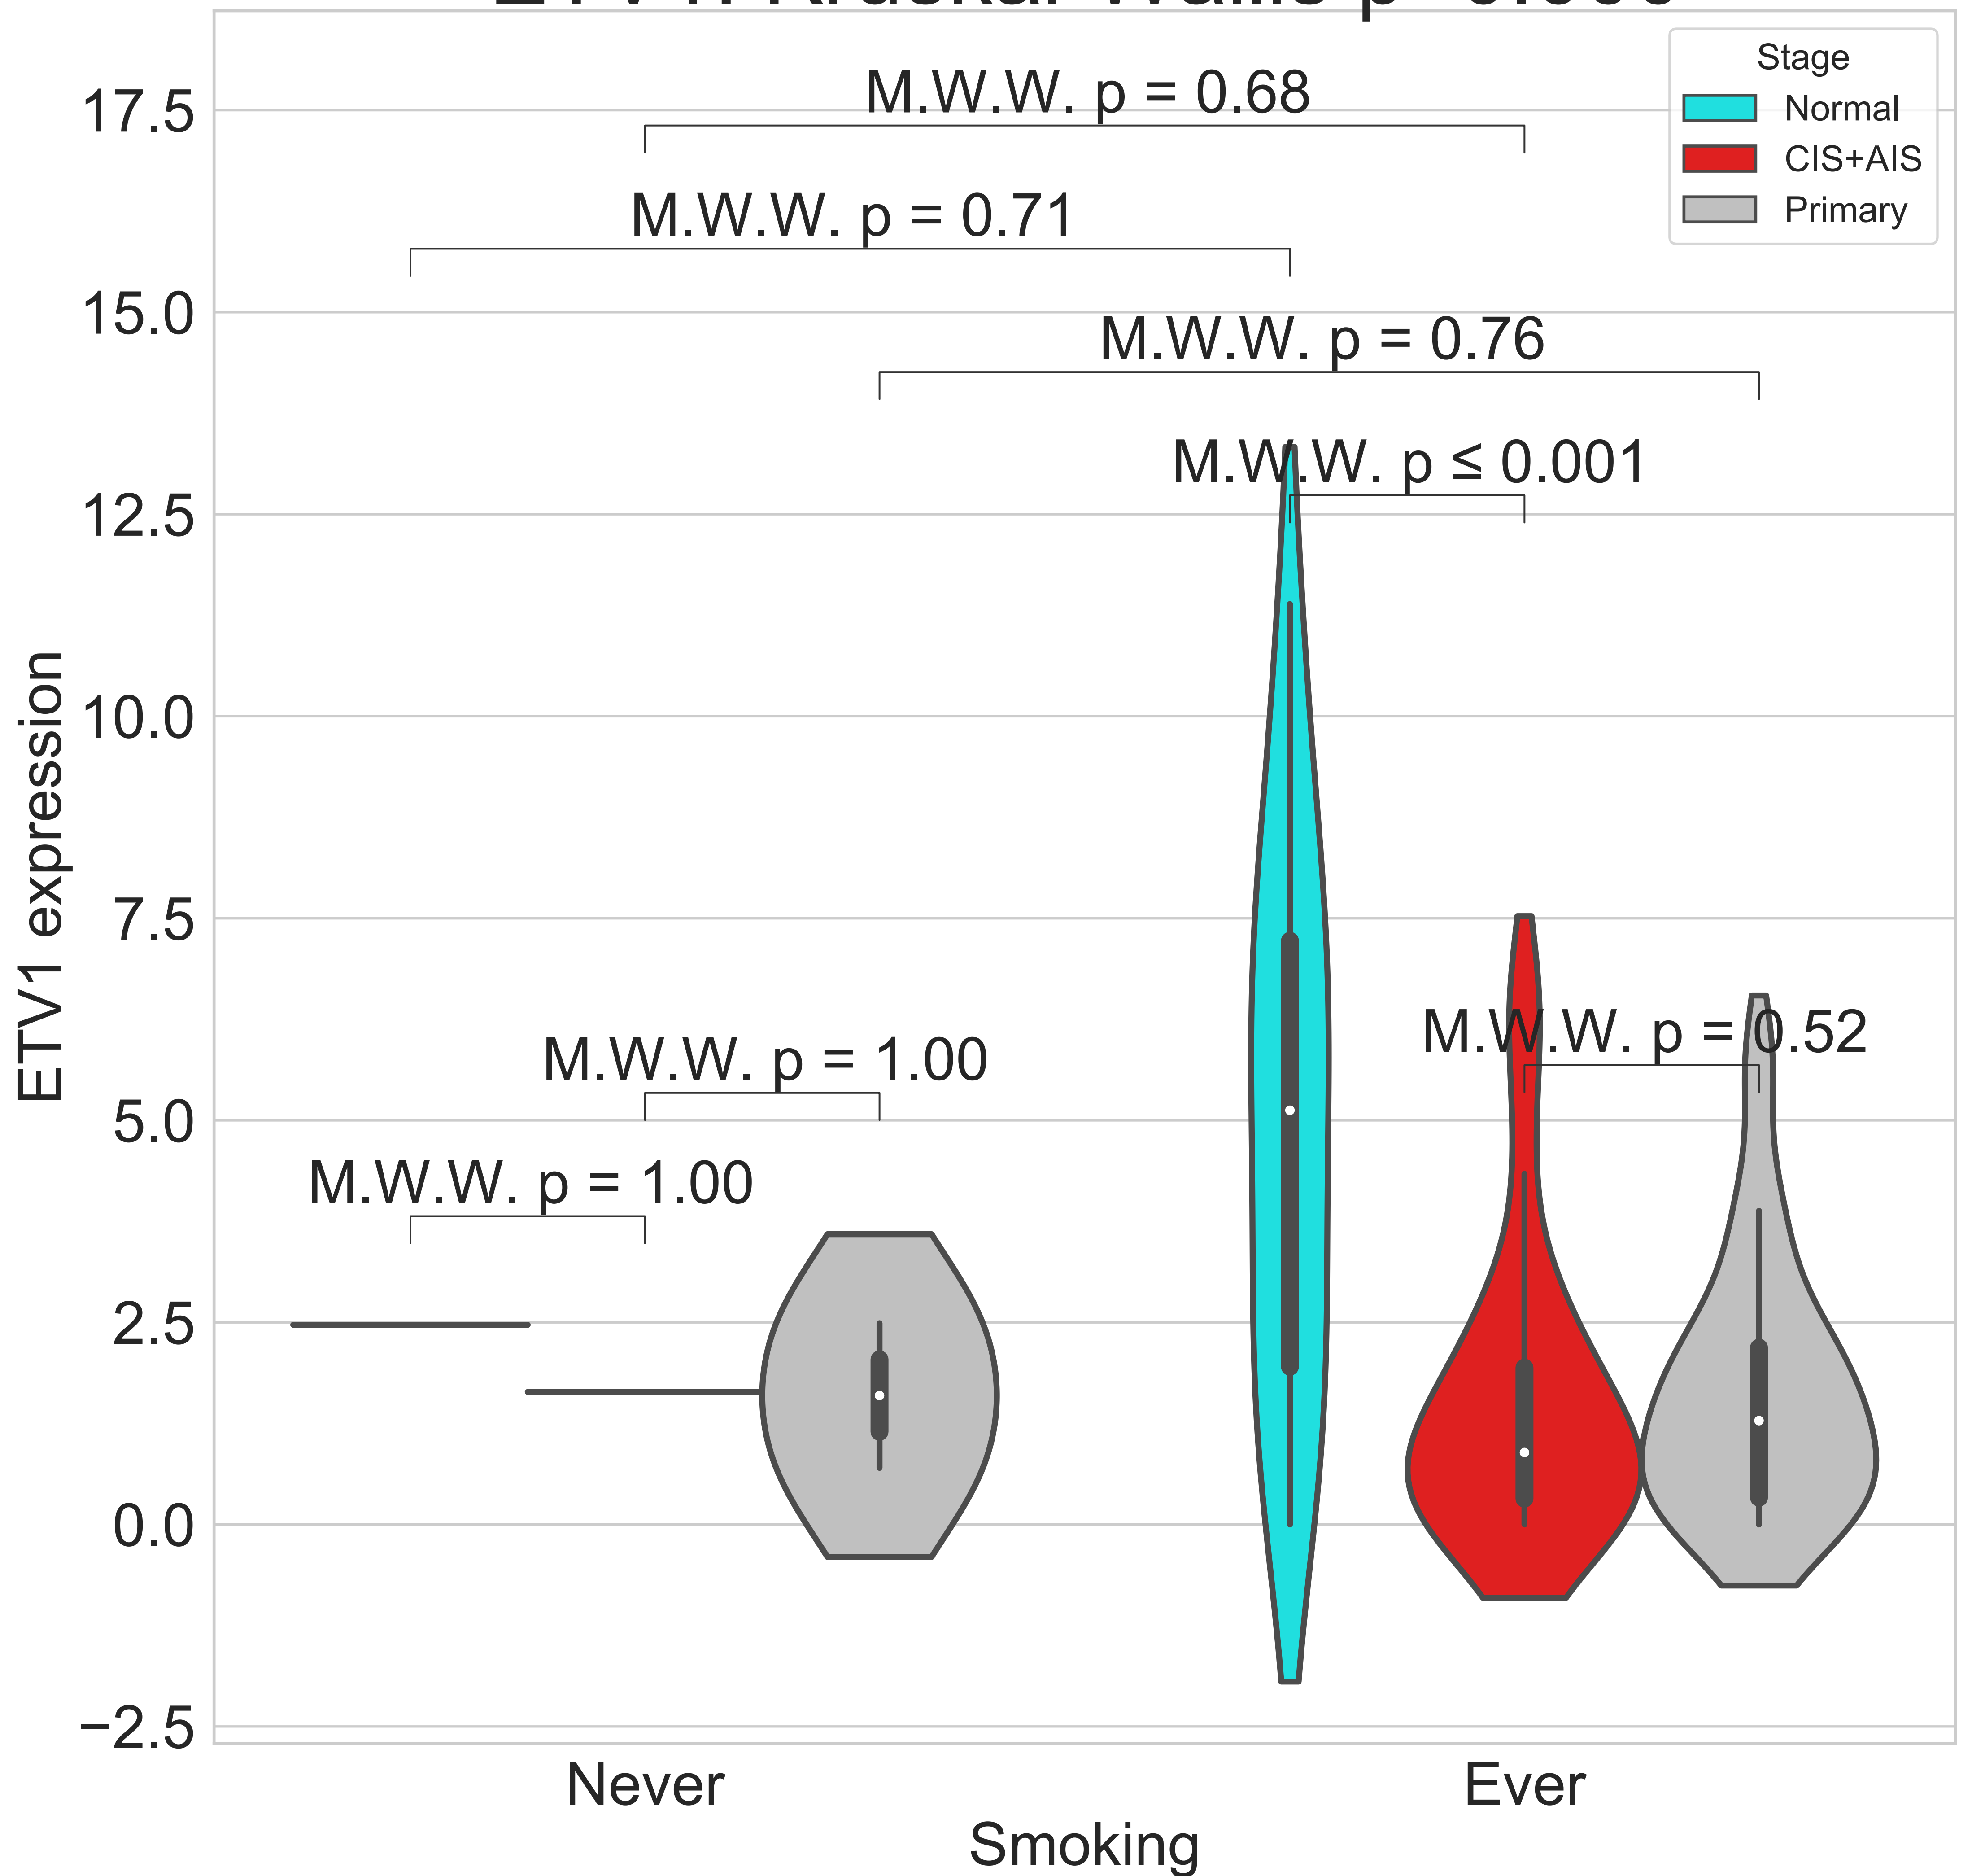 Stage
Normal
CIS+AIS
Primary
M.W.W. p = 0.68
M.W.W. p = 0.71
M.W.W. p = 0.76
M.W.W. p ≤ 0.001
M.W.W. p = 0.52
M.W.W. p = 1.00
M.W.W. p = 1.00
17.5
15.0
12.5
10.0
7.5
5.0
2.5
0.0
−2.5
ETV1 expression
Never
Ever
Smoking